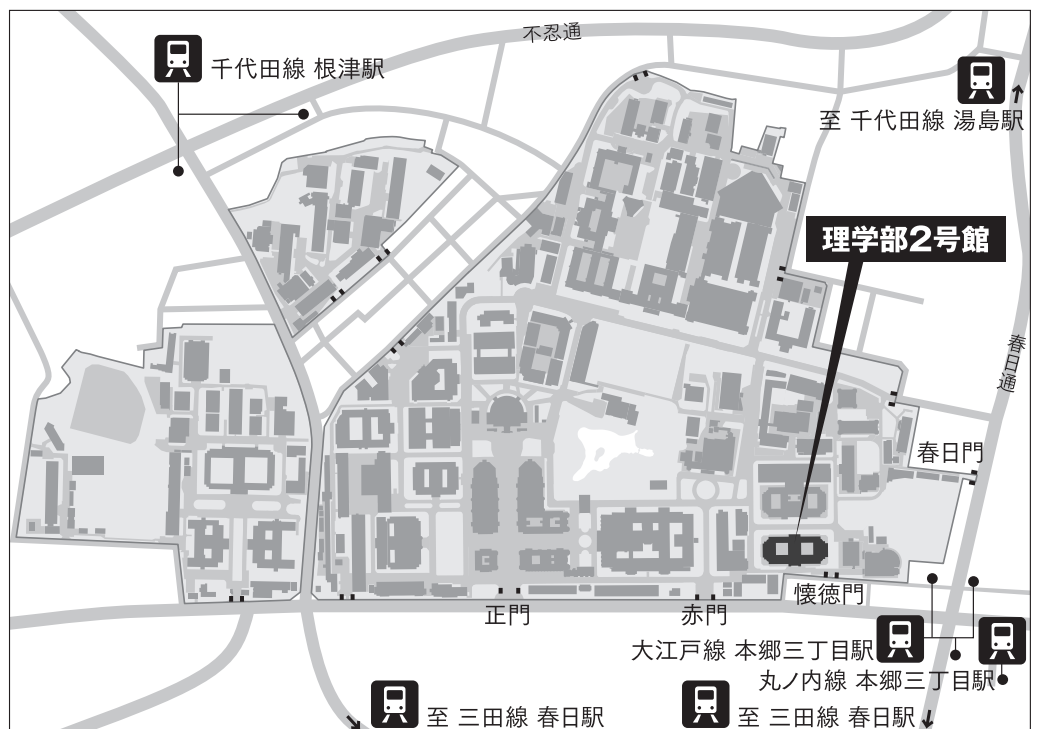 不忍通
千代田線 根津駅
至 千代田線 湯島駅
理学部2号館
春日通
春日門
懐徳門
正門
赤門
大江戸線 本郷三丁目駅
丸ノ内線 本郷三丁目駅
至 三田線 春日駅
至 三田線 春日駅